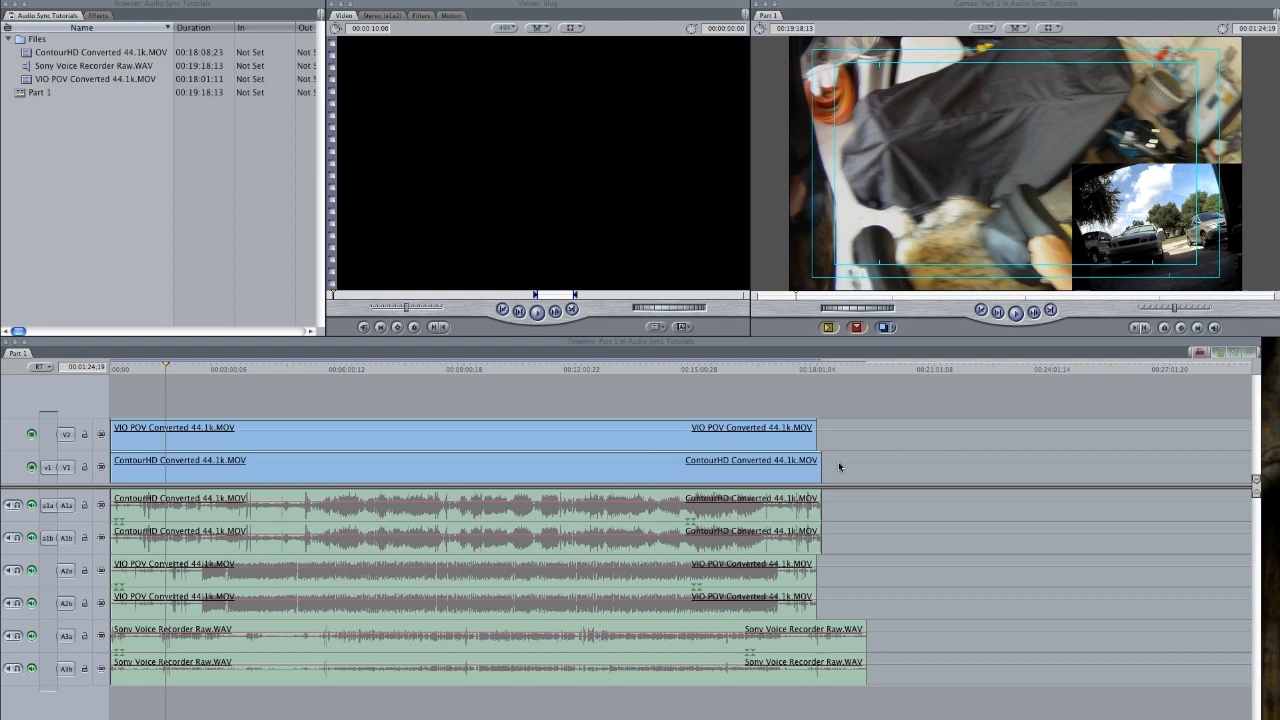 Browser: Audio Sync Tutorials
Audio Sync Tutorials Effects
Name Duration In Out
Files
ContourHD Converted 44.1k.MOV 00:18:08;23 Not Set Not S
Sony Voice Recorder Raw.WAV 00:19:18;13 Not Set Not S
VIO POV Converted 44.1k.MOV 00:18:01;11 Not Set Not S
Part 1 00:19:18;13 Not Set Not S
Viewer: Slug
Video Stereo (a1a2) Filters Motion
00:00:10;00 49% 00:00:00;00
Canvas: Part 1 in Audio Sync Tutorials
Part 1
00:19:18;13 52% 00:01:24;19
Timeline: Part 1 in Audio Sync Tutorials
Part 1
RT 00:01:24;19 00;00 00:03:00;06 00:06:00;12 00:09:00;18 00:12:00;22 00:15:00;28 00:18:01;04 00:21:01;08 00:24:01;14 00:27:01;20
V2 VIO POV Converted 44.1k.MOV VIO POV Converted 44.1k.MOV
v1 V1 ContourHD Converted 44.1k.MOV ContourHD Converted 44.1k.MOV
a1a A1a ContourHD Converted 44.1k.MOV ContourHD Converted 44.1k.MOV
a1b A1b ContourHD Converted 44.1k.MOV ContourHD Converted 44.1k.MOV
A2a VIO POV Converted 44.1k.MOV VIO POV Converted 44.1k.MOV
A2b VIO POV Converted 44.1k.MOV VIO POV Converted 44.1k.MOV
A3a Sony Voice Recorder Raw.WAV Sony Voice Recorder Raw.WAV
A3b Sony Voice Recorder Raw.WAV Sony Voice Recorder Raw.WAV